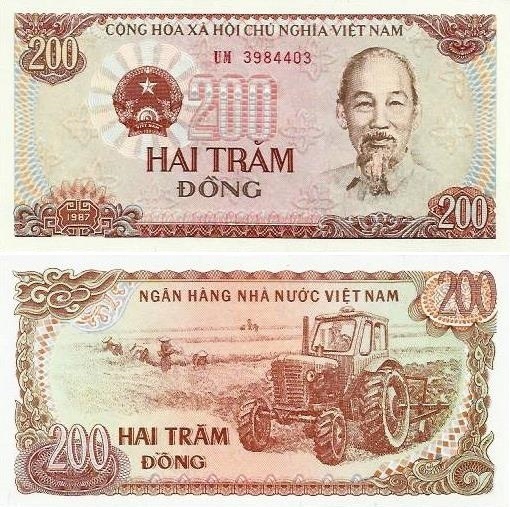 CỘNG HÒA XÃ HỘI CHỦ NGHĨA VIỆT NAM
200
UM 3984403
200
HAI TRĂM
ĐỒNG
1987
200
NGÂN HÀNG NHÀ NƯỚC VIỆT NAM
200
200
HAI TRĂM
ĐỒNG